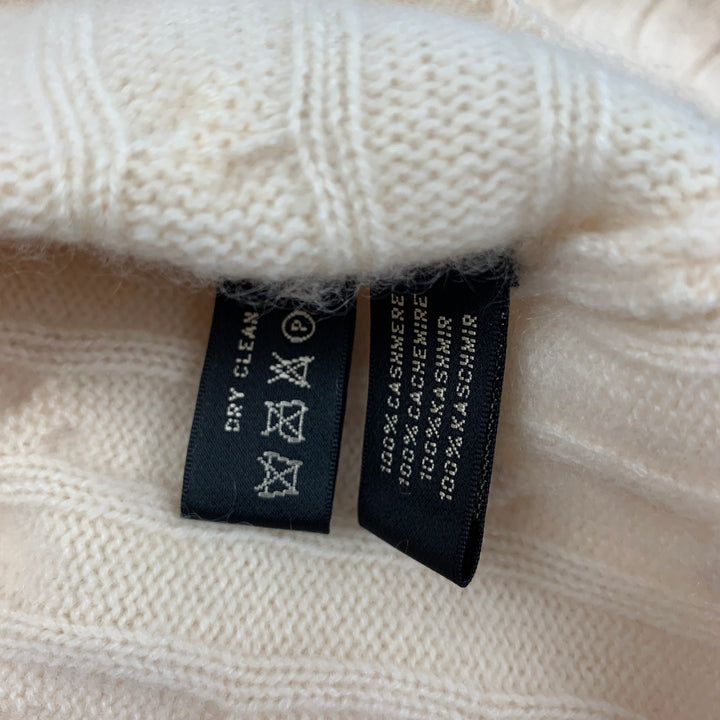 DRY CLEAN
P
100% CASHMERE
100% CACHEMIRE
100% KASHMIR
100% KASCHMIR